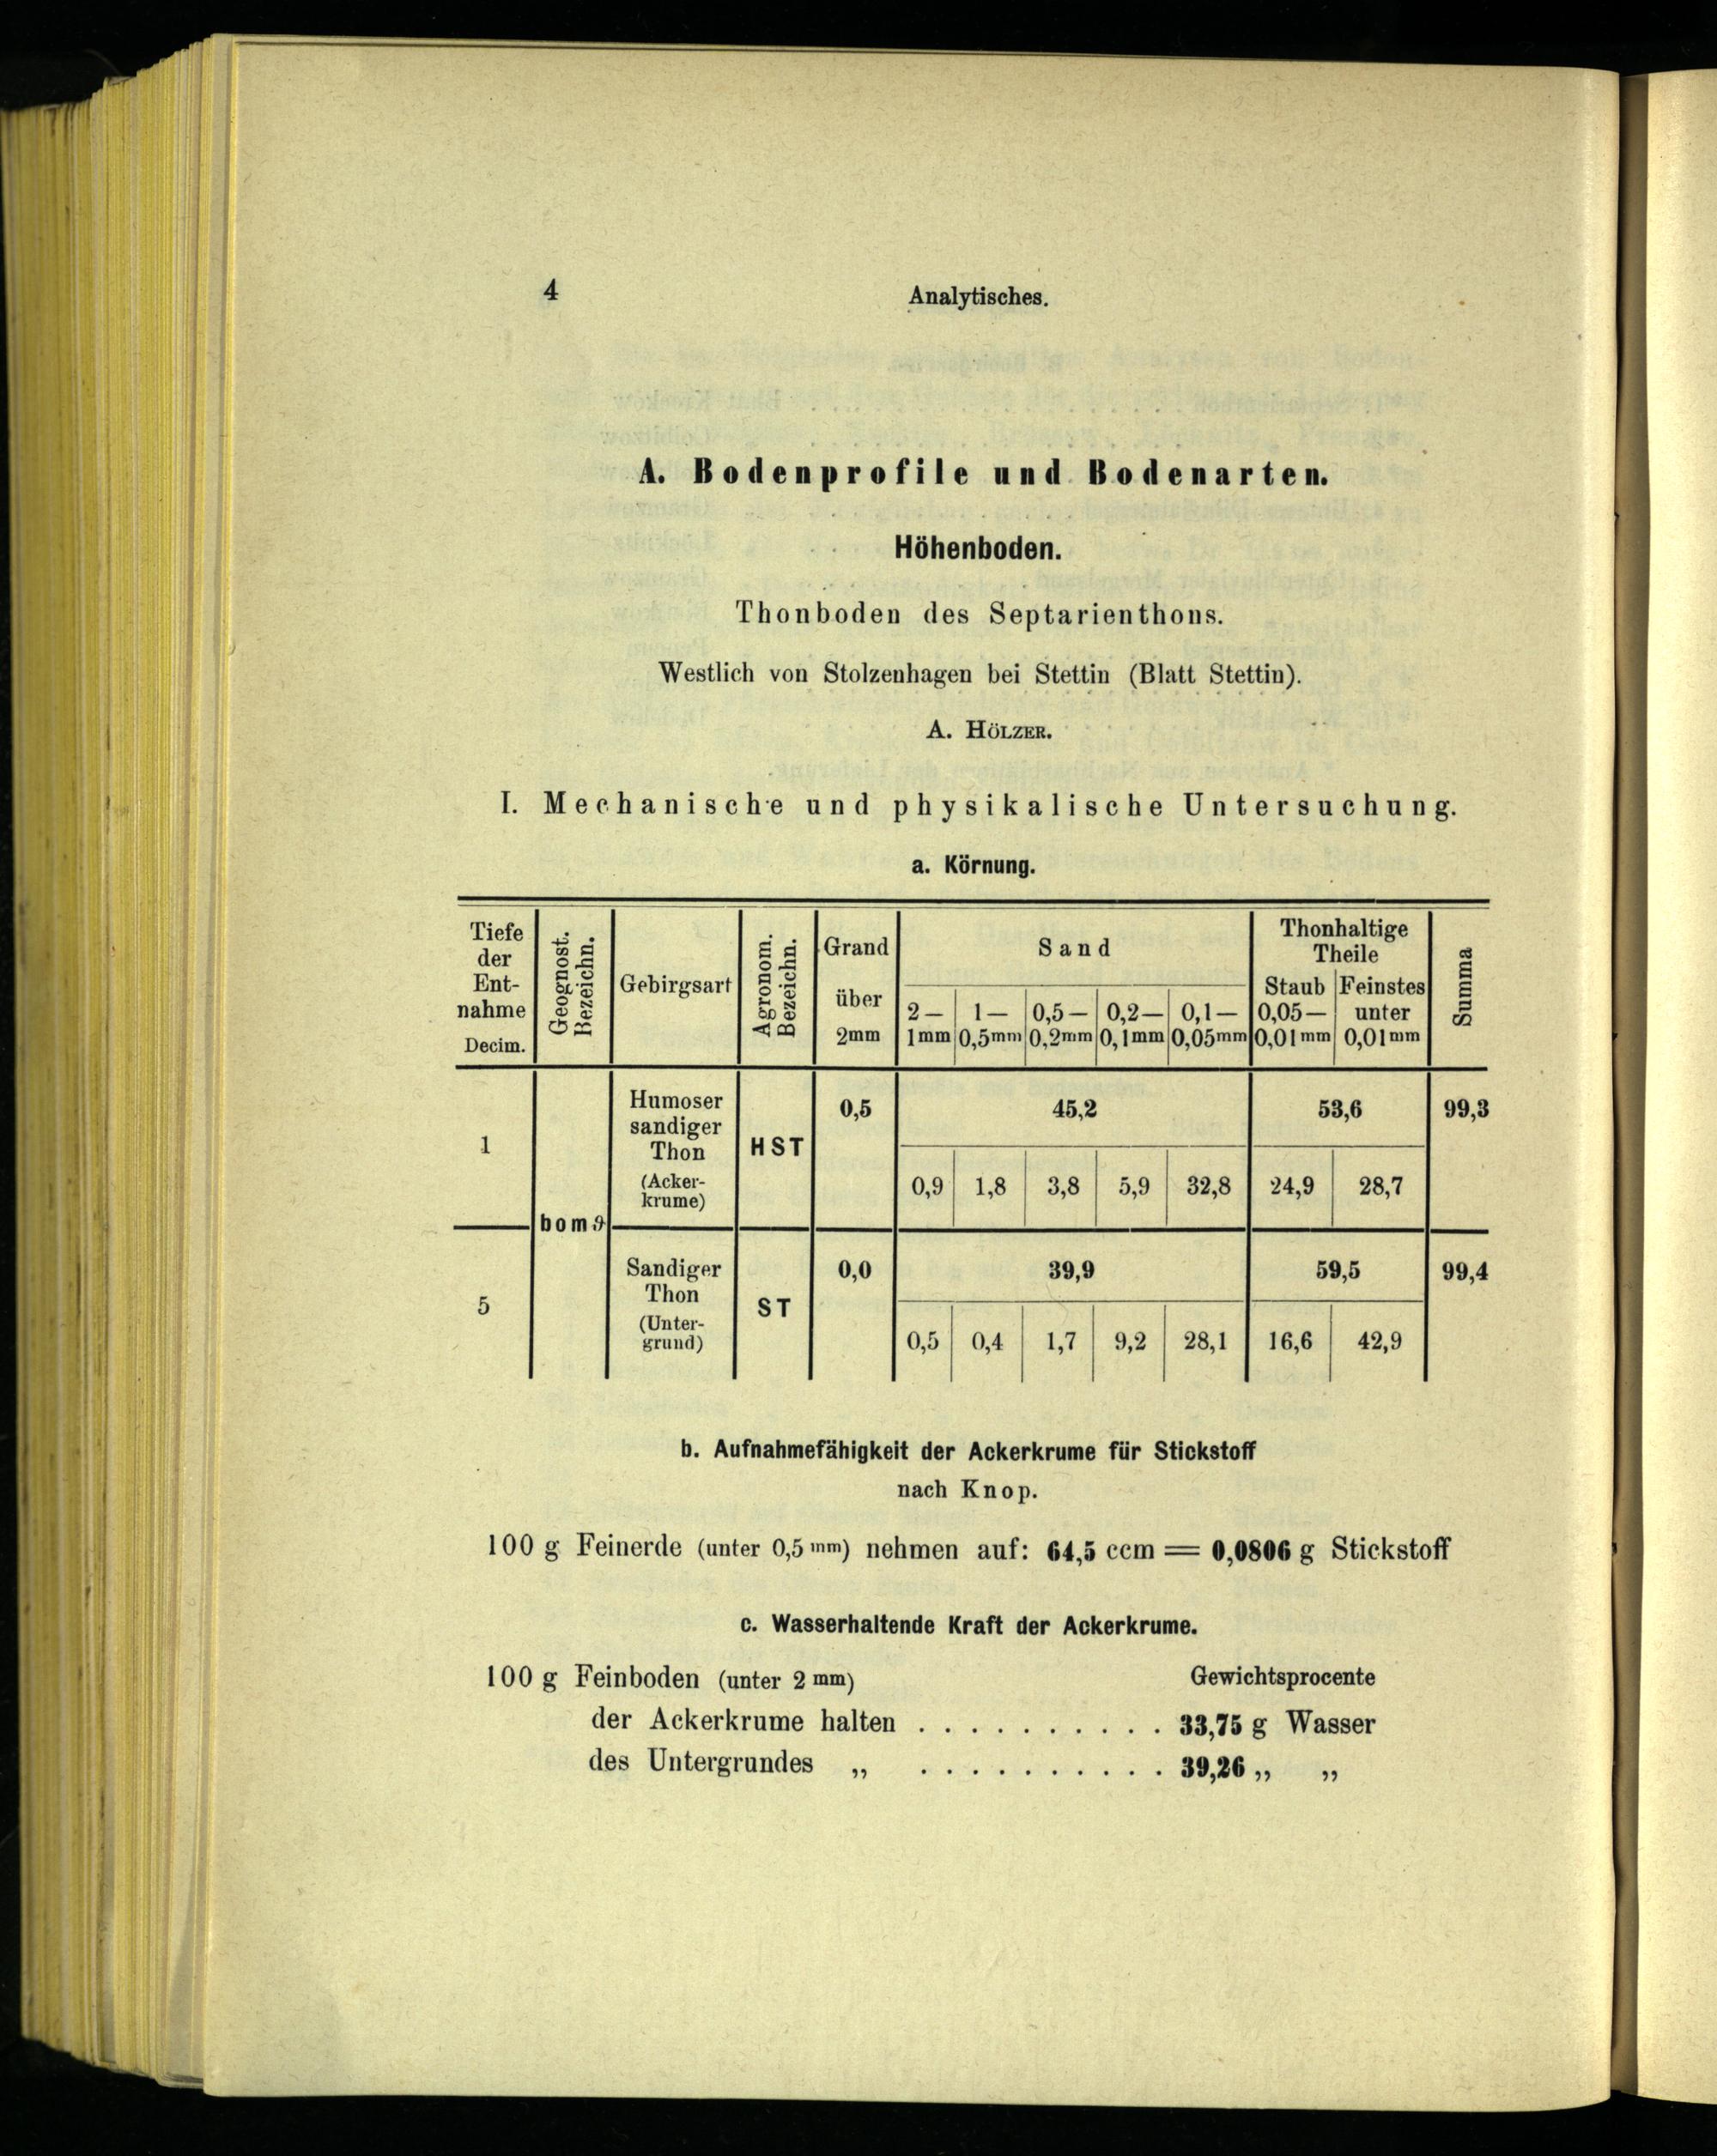 4
Analytisches.
A. Bodenprofile und Bodenarten.
Höhenboden.
Thonboden des Septarienthons.
Westlich von Stolzenhagen bei Stettin (Blatt Stettin).
A. HÖLZER.
I. Mechanische und physikalische Untersuchung.
a. Körnung.
Tiefe der Ent-nahme Decim.
Geognost. Bezeichn.
Gebirgsart
Agronom. Bezeichn.
Grand über 2mm
Sand
2— 1mm
1— 0,5mm
0,5— 0,2mm
0,2— 0,1mm
0,1— 0,05mm
Thonhaltige Theile
Staub 0,05— 0,01mm
Feinstes unter 0,01mm
Summa
1
bomϑ
Humoser
sandiger
Thon
(Acker-
krume)
HST
0,5
45,2
53,6
99,3
0,9 1,8 3,8 5,9 32,8 24,9 28,7
5
Sandiger
Thon
(Unter-
grund)
ST
0,0
39,9
59,5
99,4
0,5 0,4 1,7 9,2 28,1 16,6 42,9
b. Aufnahmefähigkeit der Ackerkrume für Stickstoff
nach Knop.
100 g Feinerde (unter 0,5 mm) nehmen auf: 64,5 ccm = 0,0806 g Stickstoff
c. Wasserhaltende Kraft der Ackerkrume.
100 g Feinboden (unter 2 mm) Gewichtsprocente
der Ackerkrume halten . . . . . . . . . . 33,75 g Wasser
des Untergrundes „ . . . . . . . . . . 39,26 „ „